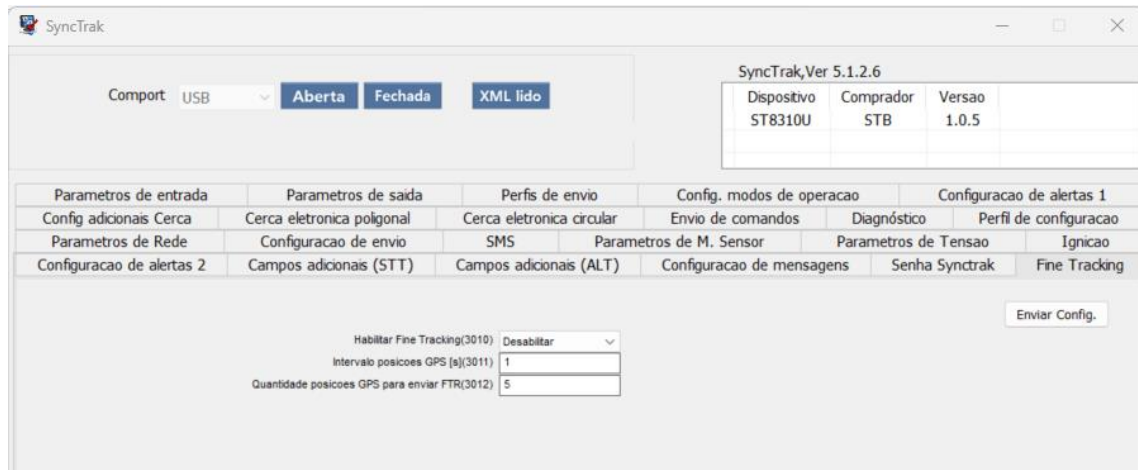 SyncTrak
Comport USB Aberta Fechada XML lido
SyncTrak,Ver 5.1.2.6
Dispositivo Comprador Versao
ST8310U STB 1.0.5
Parametros de entrada Parametros de saida Perfis de envio Config. modos de operacao Configuracao de alertas 1
Config adicionais Cerca Cerca eletronica poligonal Cerca eletronica circular Envio de comandos Diagnóstico Perfil de configuracao
Parametros de Rede Configuracao de envio SMS Parametros de M. Sensor Parametros de Tensao Ignicao
Configuracao de alertas 2 Campos adicionais (STT) Campos adicionais (ALT) Configuracao de mensagens Senha Synctrak Fine Tracking
Enviar Config.
Habilitar Fine Tracking(3010) Desabilitar
Intervalo posicoes GPS [s](3011) 1
Quantidade posicoes GPS para enviar FTR(3012) 5